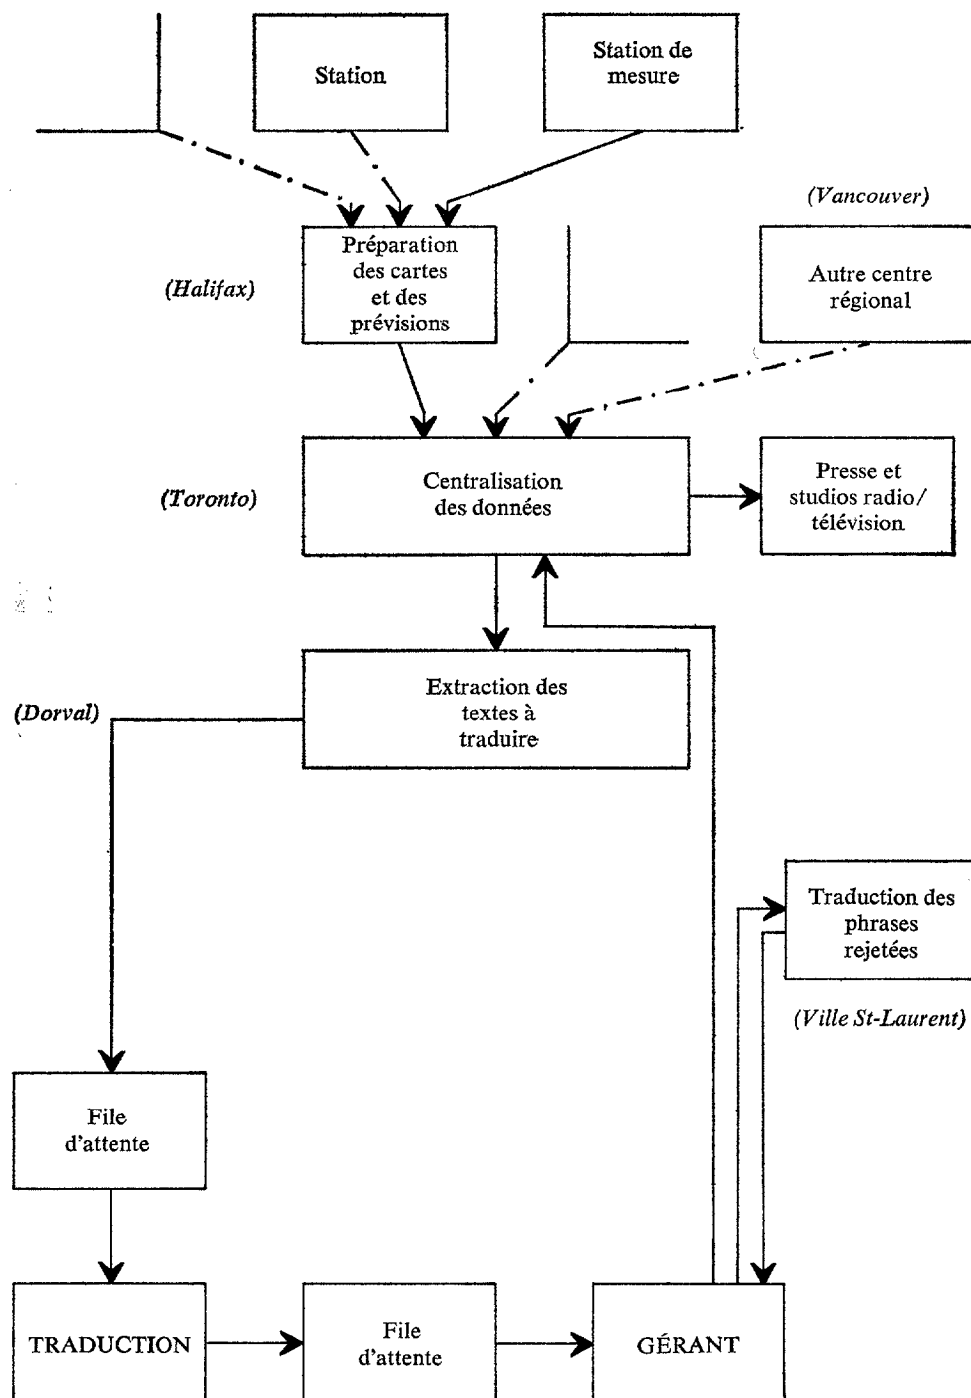 Station
Station de
mesure
(Vancouver)
Préparation
des cartes
et des
prévisions
(Halifax)
Autre centre
régional
(Toronto)
Centralisation
des données
Presse et
studios radio/
télévision
(Dorval)
Extraction des
textes à
traduire
Traduction des
phrases
rejetées
(Ville St-Laurent)
File
d'attente
TRADUCTION
File
d'attente
GÉRANT